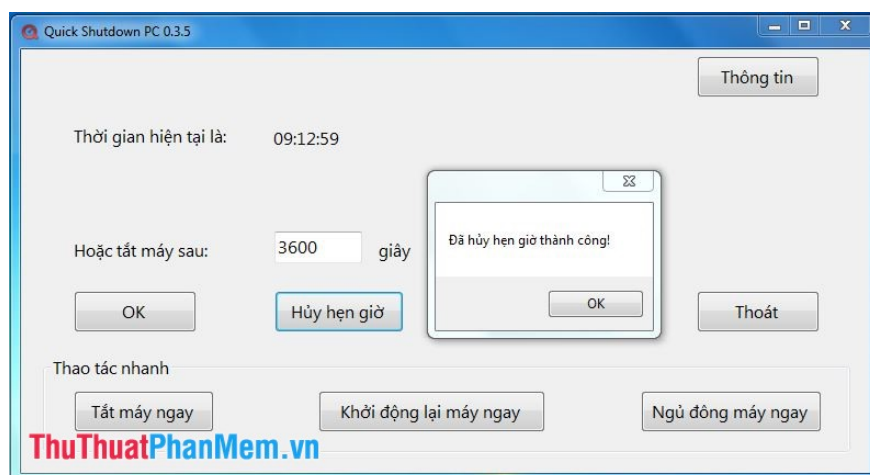 Quick Shutdown PC 0.3.5
Thông tin
Thời gian hiện tại là: 09:12:59
Hoặc tắt máy sau: 3600 giây
Đã hủy hẹn giờ thành công!
OK
OK Hủy hẹn giờ Thoát
Thao tác nhanh
Tắt máy ngay Khởi động lại máy ngay Ngủ đông máy ngay
ThuThuatPhanMem.vn